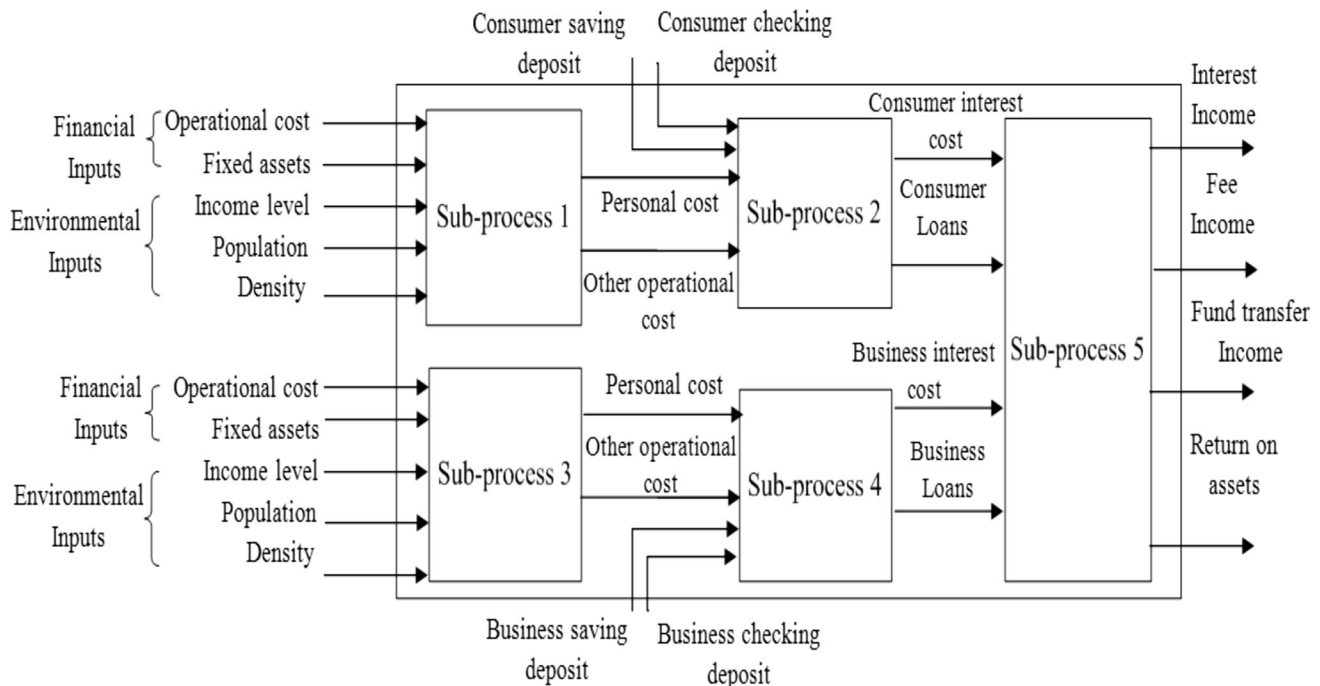 Consumer saving
deposit
Consumer checking
deposit
Interest
Income
Fee
Income
Fund transfer
Income
Return on
assets
Financial
Inputs
Operational cost
Fixed assets
Environmental
Inputs
Income level
Population
Density
Sub-process 1
Personal cost
Other operational
cost
Sub-process 2
Consumer interest
cost
Consumer
Loans
Sub-process 5
Financial
Inputs
Operational cost
Fixed assets
Environmental
Inputs
Income level
Population
Density
Sub-process 3
Personal cost
Other operational
cost
Sub-process 4
Business interest
cost
Business
Loans
Business saving
deposit
Business checking
deposit